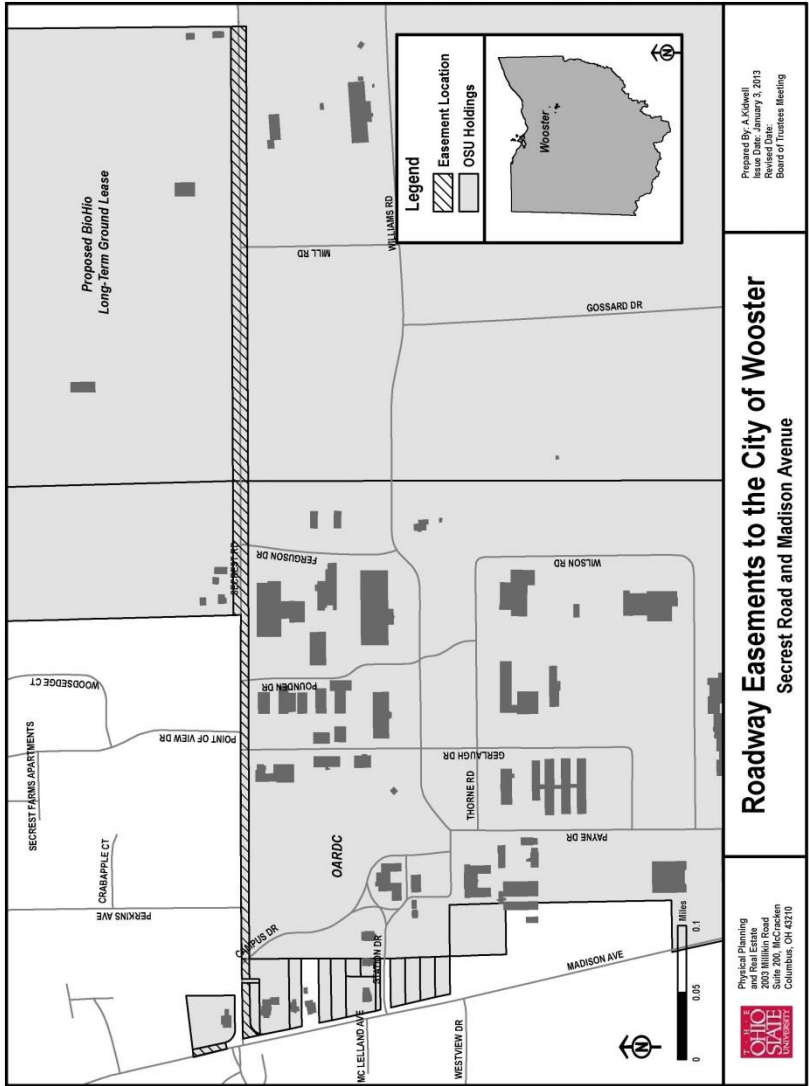 Proposed BioHio
Long-Term Ground Lease
SECREST RD
MILL RD
WILLIAMS RD
GOSSARD DR
FERGUSON DR
WILSON RD
POUNDEN DR
WOODSEDGE CT
POINT OF VIEW DR
SECREST FARMS APARTMENTS
CRABAPPLE CT
PERKINS AVE
GERLAUGH DR
THORNE RD
PAYNE DR
OARDC
CAMPUS DR
STATION DR
MADISON AVE
MC LELLAND AVE
WESTVIEW DR
N
0
0.05
0.1
Miles
Legend
Easement Location
OSU Holdings
Wooster
N
T · H · E
OHIO
STATE
UNIVERSITY
Physical Planning
and Real Estate
2003 Millikin Road
Suite 200, McCracken
Columbus, OH 43210
Roadway Easements to the City of Wooster
Secrest Road and Madison Avenue
Prepared By: A.Kidwell
Issue Date: January 3, 2013
Revised Date:
Board of Trustees Meeting